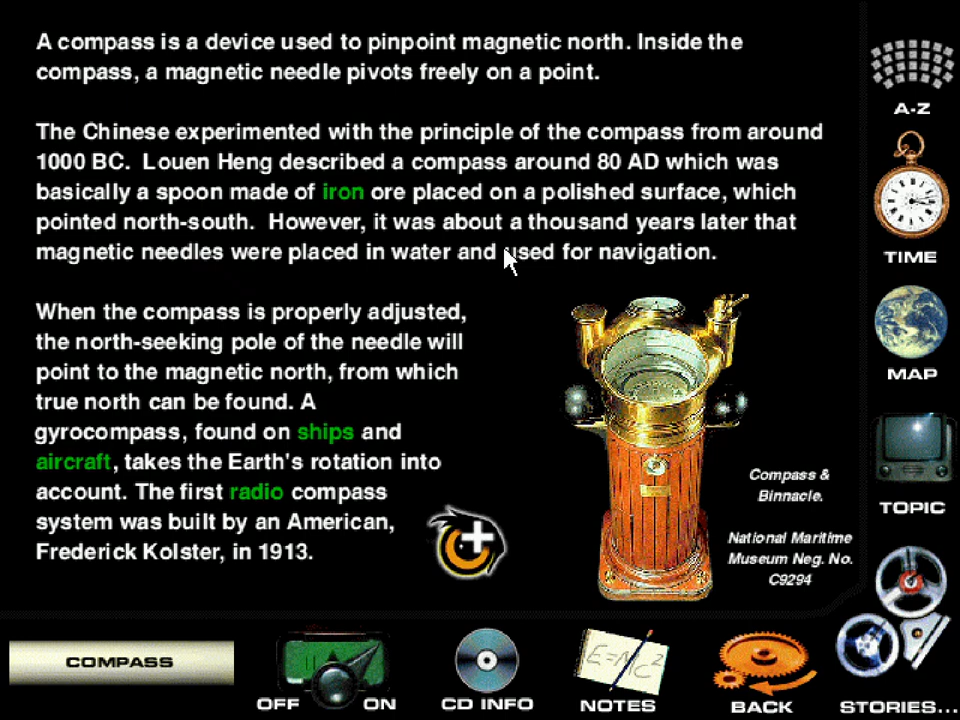 A compass is a device used to pinpoint magnetic north. Inside the
compass, a magnetic needle pivots freely on a point.
The Chinese experimented with the principle of the compass from around
1000 BC. Louen Heng described a compass around 80 AD which was
basically a spoon made of iron ore placed on a polished surface, which
pointed north-south. However, it was about a thousand years later that
magnetic needles were placed in water and used for navigation.
When the compass is properly adjusted,
the north-seeking pole of the needle will
point to the magnetic north, from which
true north can be found. A
gyrocompass, found on ships and
aircraft, takes the Earth's rotation into
account. The first radio compass
system was built by an American,
Frederick Kolster, in 1913.
Compass &
Binnacle.
National Maritime
Museum Neg. No.
C9294
A-Z
TIME
MAP
TOPIC
STORIES...
COMPASS
OFF ON
CD INFO
E=MC²
NOTES
BACK